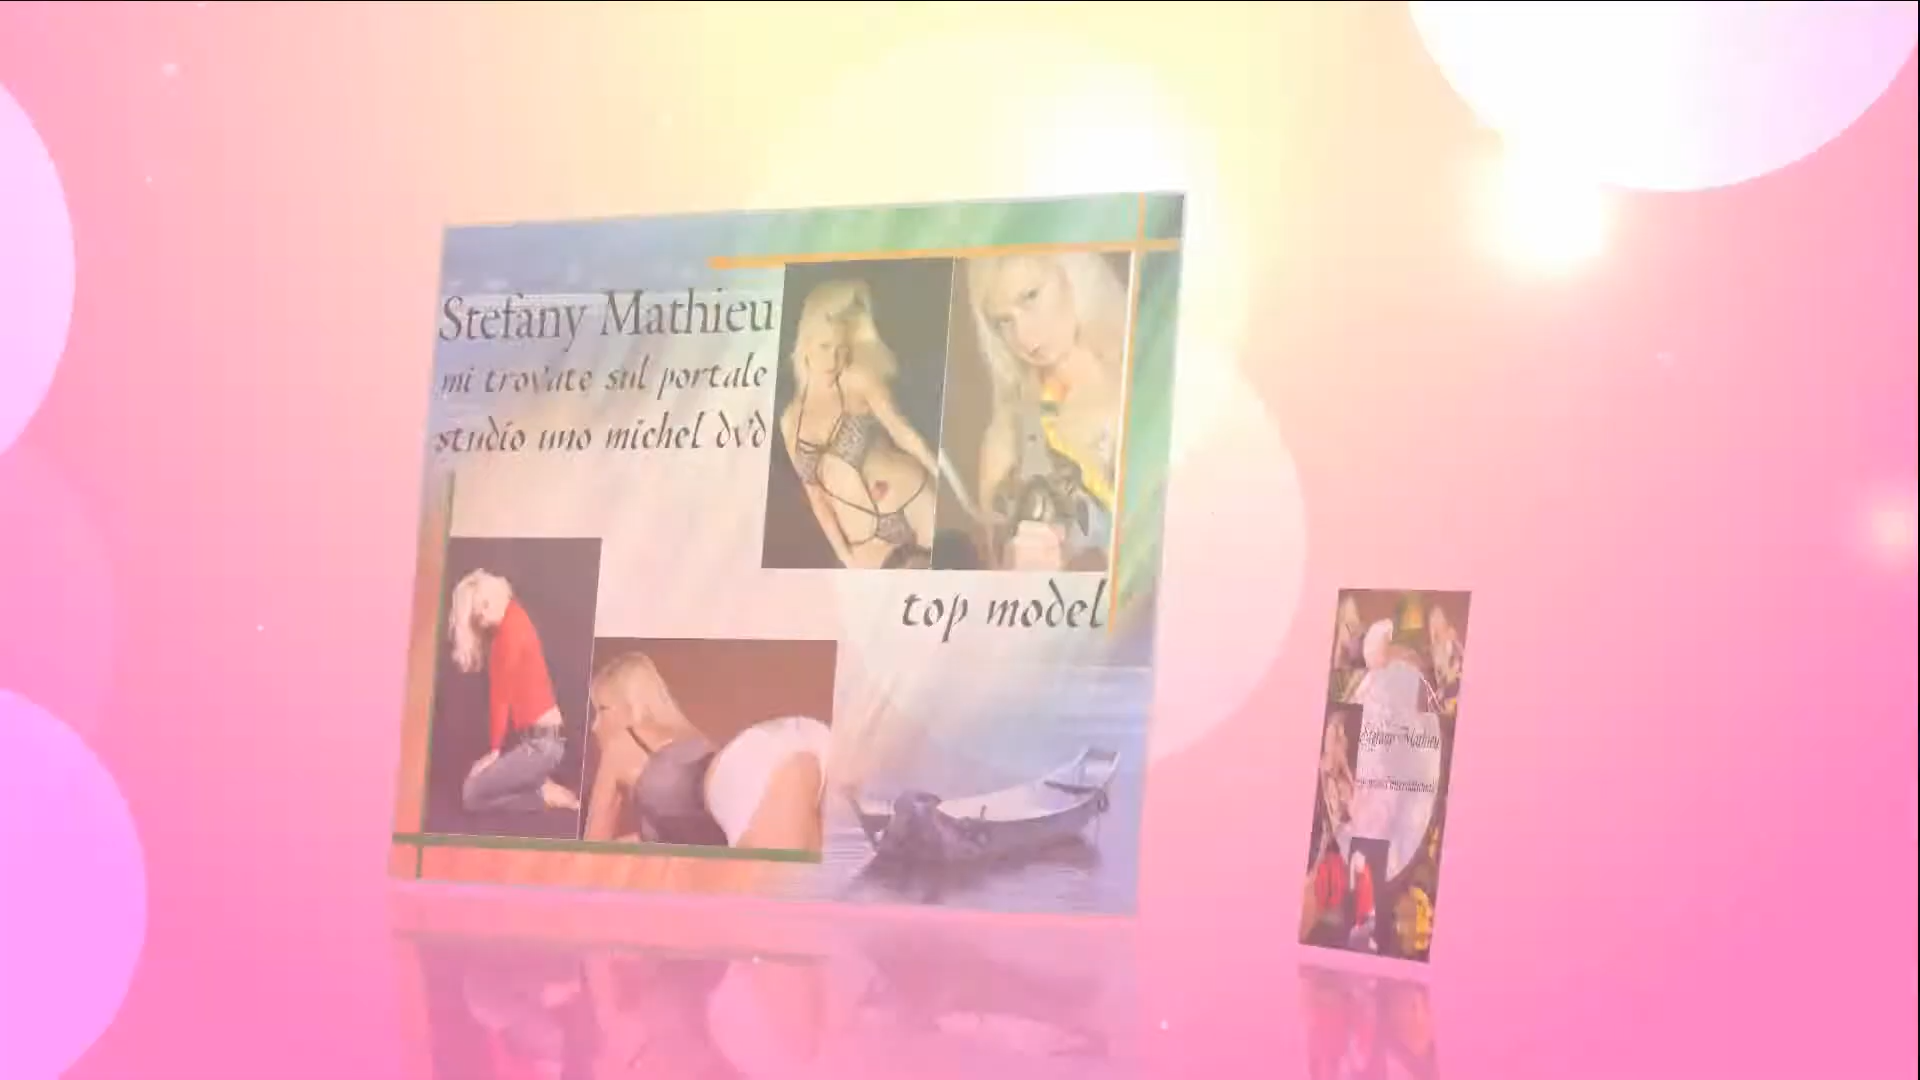 Stefany Mathieu
mi trovate sul portale
studio uno michel dvd
top model
Stefany Mathieu